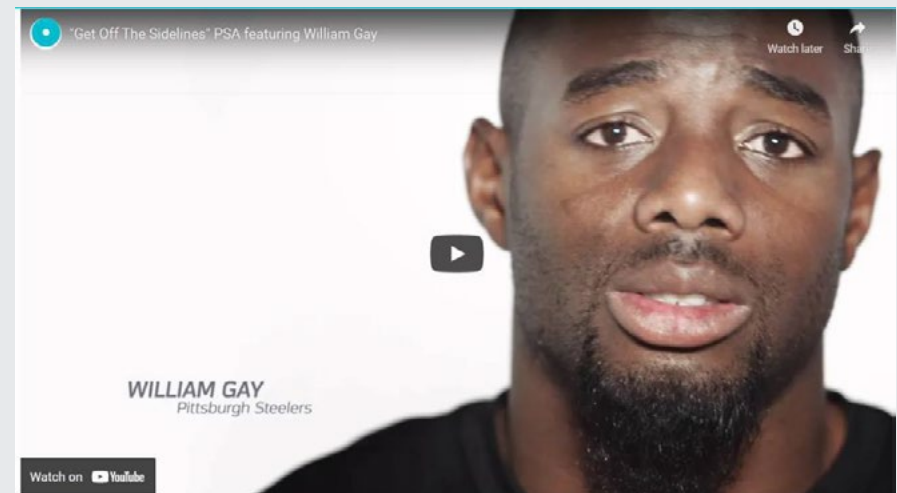 "Get Off The Sidelines" PSA featuring William Gay
Watch later
Share
WILLIAM GAY
Pittsburgh Steelers
Watch on YouTube